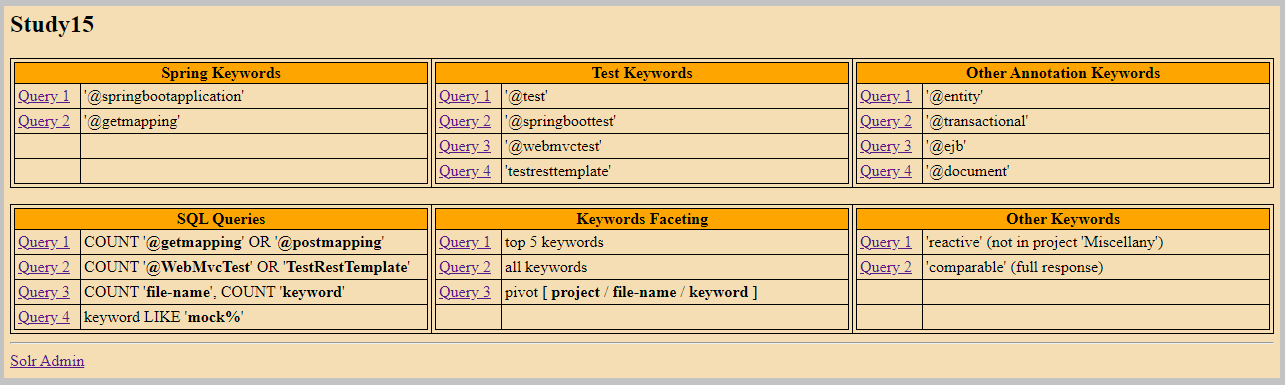 Study15
Spring Keywords
Query 1 '@springbootapplication'
Query 2 '@getmapping'
Test Keywords
Query 1 '@test'
Query 2 '@springboottest'
Query 3 '@webmvctest'
Query 4 'testresttemplate'
Other Annotation Keywords
Query 1 '@entity'
Query 2 '@transactional'
Query 3 '@ejb'
Query 4 '@document'
SQL Queries
Query 1 COUNT '@getmapping' OR '@postmapping'
Query 2 COUNT '@WebMvcTest' OR 'TestRestTemplate'
Query 3 COUNT 'file-name', COUNT 'keyword'
Query 4 keyword LIKE 'mock%'
Keywords Faceting
Query 1 top 5 keywords
Query 2 all keywords
Query 3 pivot [ project / file-name / keyword ]
Other Keywords
Query 1 'reactive' (not in project 'Miscellany')
Query 2 'comparable' (full response)
Solr Admin